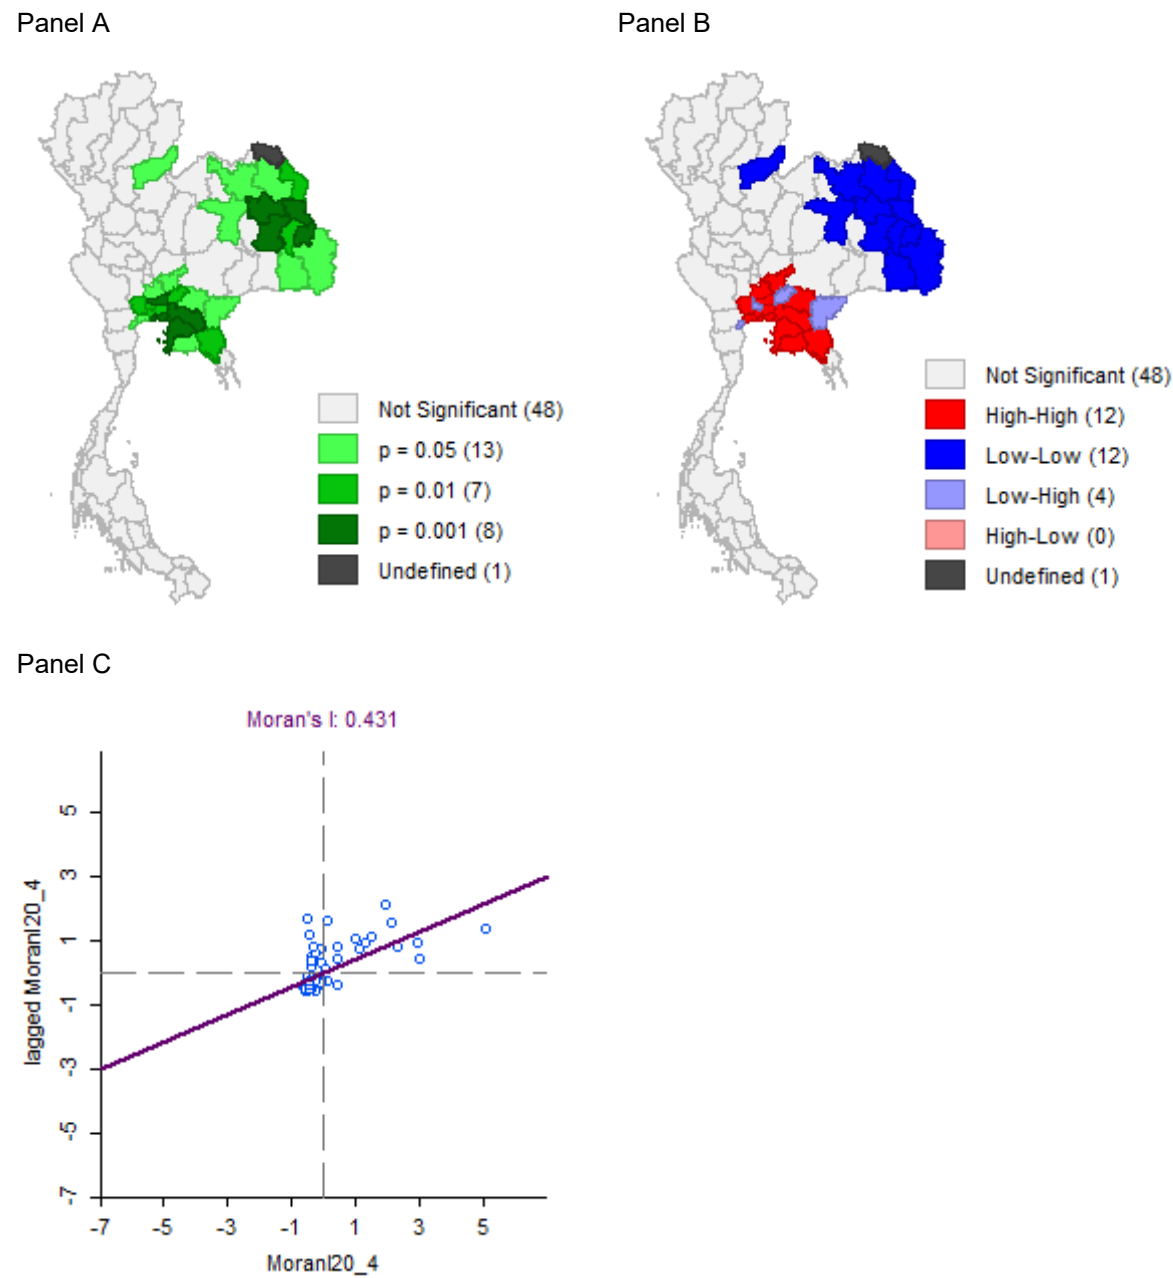 Panel A
Panel B
Not Significant (48)
p = 0.05 (13)
p = 0.01 (7)
p = 0.001 (8)
Undefined (1)
Not Significant (48)
High-High (12)
Low-Low (12)
Low-High (4)
High-Low (0)
Undefined (1)
Panel C
Moran's I: 0.431
lagged MoranI20_4
5
3
1
-1
-3
-5
-7
-7 -5 -3 -1 1 3 5
MoranI20_4